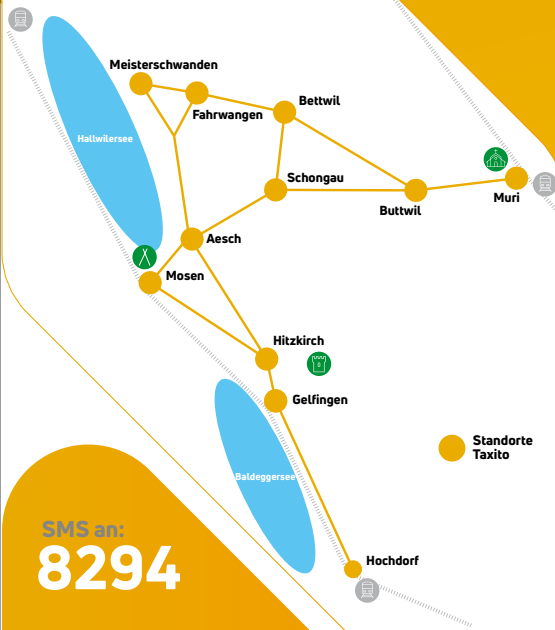 Meisterschwanden
Fahrwangen
Bettwil
Hallwilersee
Schongau
Buttwil
Muri
Aesch
Mosen
Hitzkirch
Gelfingen
Standorte
Taxito
Baldeggersee
SMS an:
8294
Hochdorf